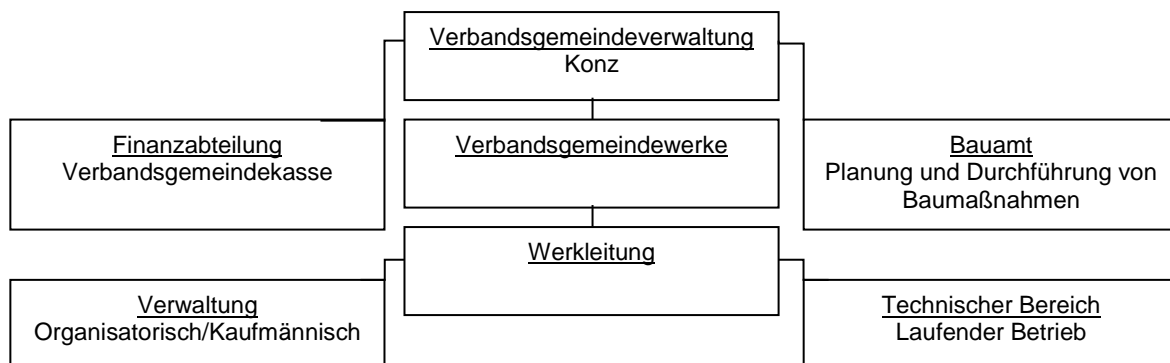 Verbandsgemeindeverwaltung
Konz
Finanzabteilung
Verbandsgemeindekasse
Verbandsgemeindewerke
Bauamt
Planung und Durchführung von
Baumaßnahmen
Werkleitung
Verwaltung
Organisatorisch/Kaufmännisch
Technischer Bereich
Laufender Betrieb